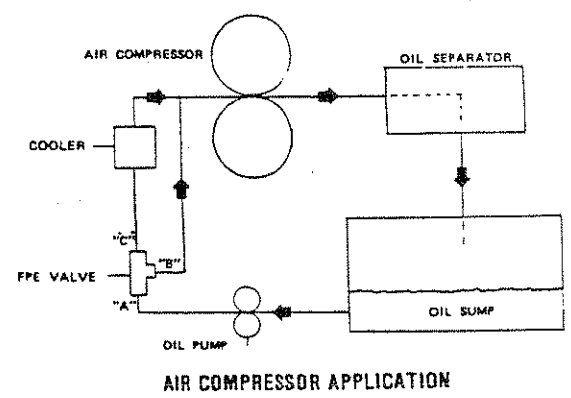 AIR COMPRESSOR
OIL SEPARATOR
COOLER
"C"
"B"
FPE VALVE
"A"
OIL SUMP
OIL PUMP
AIR COMPRESSOR APPLICATION